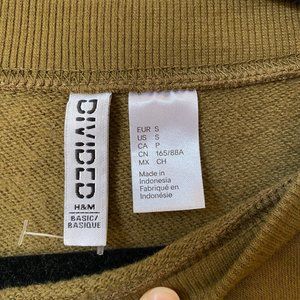 DIVIDED
H&M
BASIC/
BASIQUE
EUR S
US S
CA P
CN 165/88A
MX CH
Made in
Indonesia
Fabriqué en
Indonésie